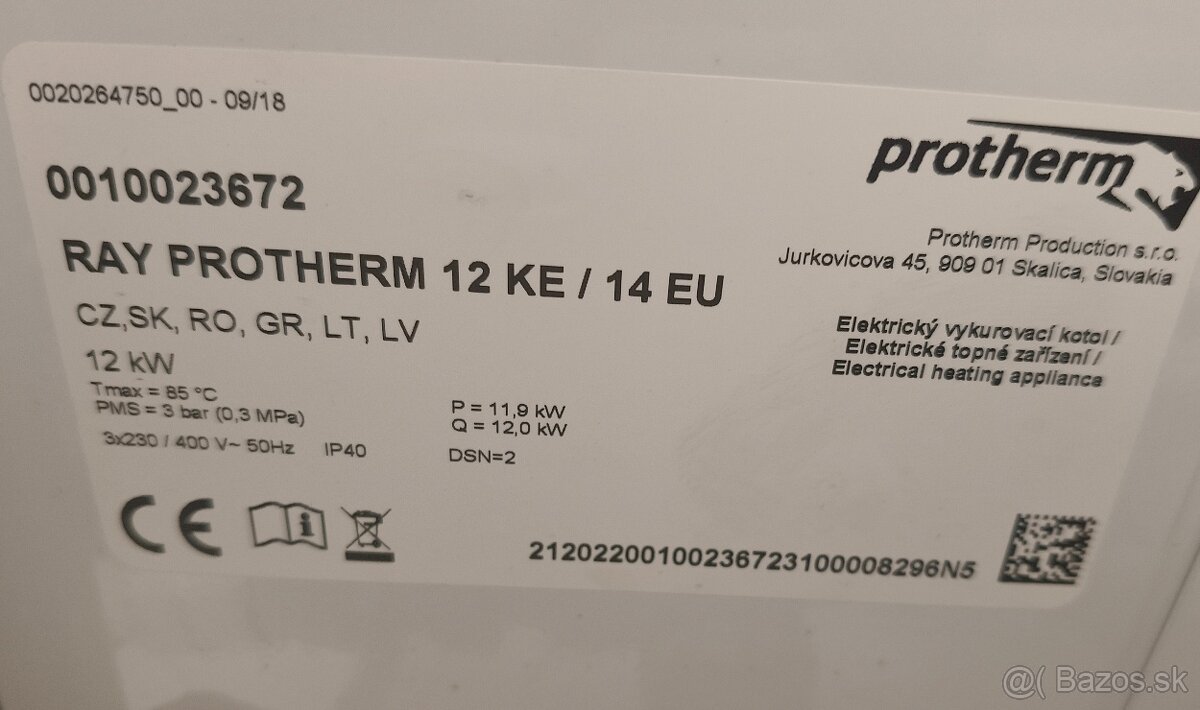 0020264750_00 - 09/18
protherm
0010023672
Protherm Production s.r.o.
Jurkovicova 45, 909 01 Skalica, Slovakia
RAY PROTHERM 12 KE / 14 EU
CZ,SK, RO, GR, LT, LV
Elektrický vykurovací kotol /
Elektrické topné zařízení /
Electrical heating appliance
12 kW
Tmax = 85 °C
PMS = 3 bar (0,3 MPa)
3x230 / 400 V~ 50Hz IP40
P = 11,9 kW
Q = 12,0 kW
DSN=2
CE
21202200100236723100008296N5
@( Bazos.sk